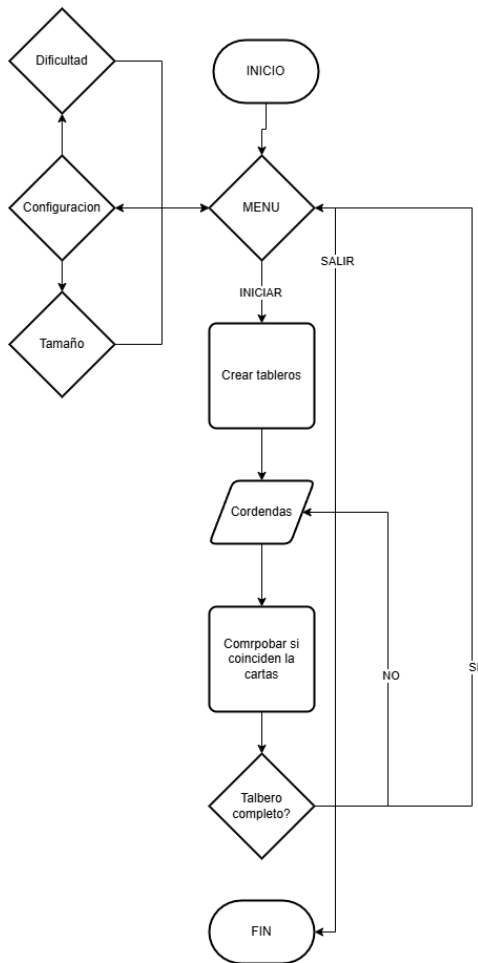 Dificultad
INICIO
Configuracion
MENU
SALIR
INICIAR
Tamaño
Crear tableros
Cordendas
Comrpobar si
coinciden la
cartas
NO
SI
Talbero
completo?
FIN